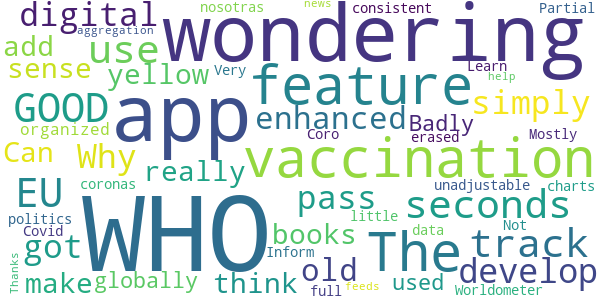 nosotras news consistent Partial
digital wondering
aggregation
add use Very feature Learn
sense yellow help simply
GOOD app enhanced Badly
organized Coro erased Mostly
Can Why really vaccination
EU coronas WHO pass unadjustable charts
politics little seconds
Covid got books The data Not track
Thanks make globally think Inform old used Worldometer develop
full feeds